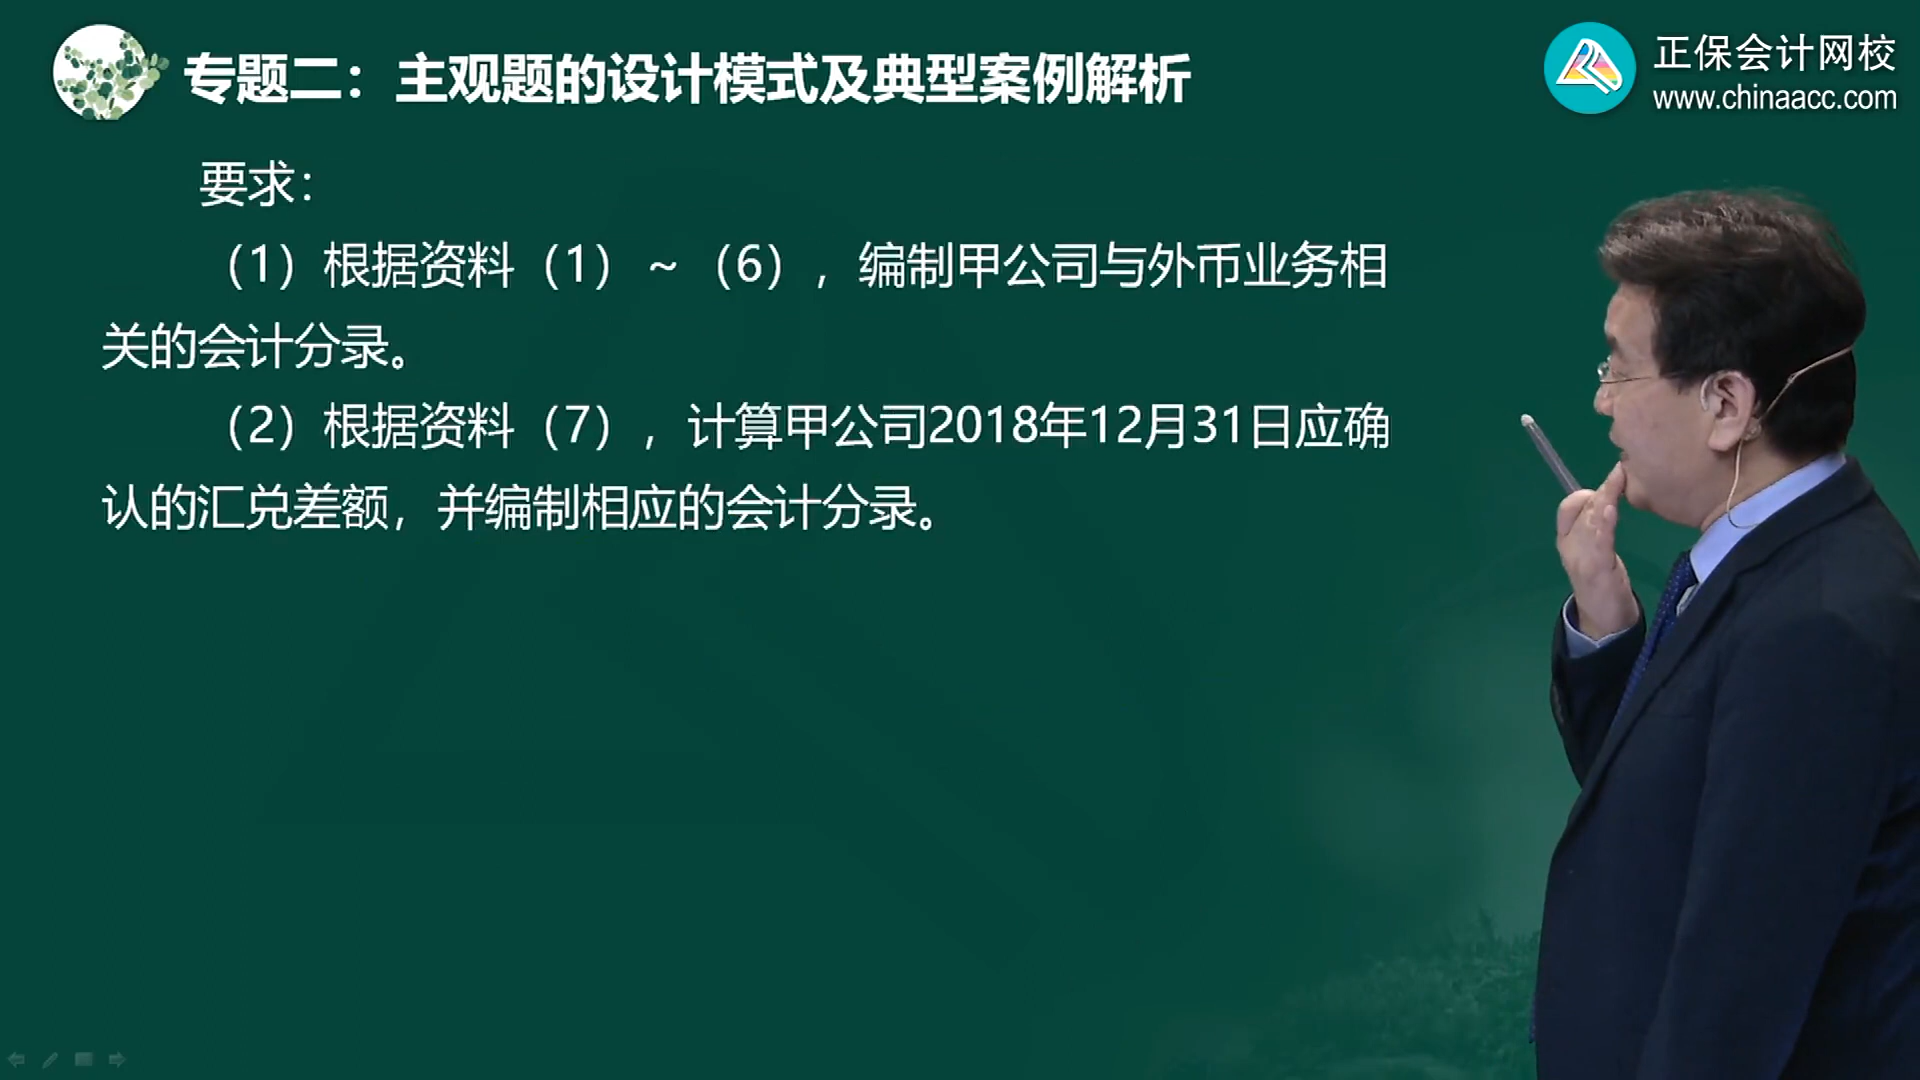 专题二：主观题的设计模式及典型案例解析
正保会计网校
www.chinaacc.com
要求：
（1）根据资料（1）~（6），编制甲公司与外币业务相
关的会计分录。
（2）根据资料（7），计算甲公司2018年12月31日应确
认的汇兑差额，并编制相应的会计分录。